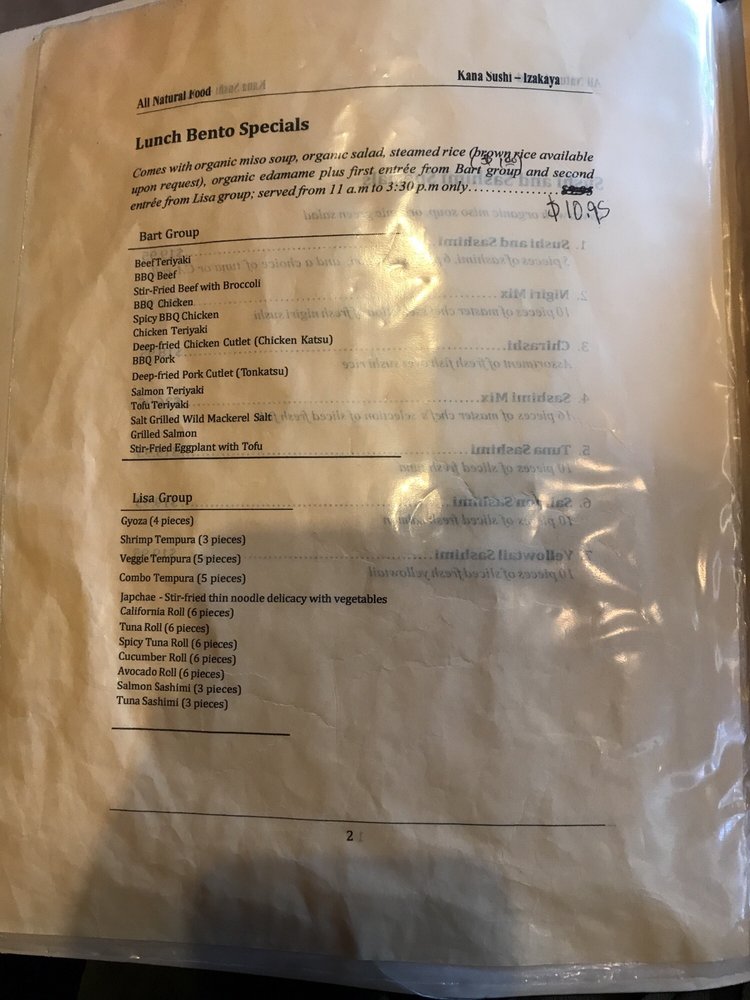 All Natural Food
Kana Sushi – Izakaya
Lunch Bento Specials
Comes with organic miso soup, organic salad, steamed rice (brown rice available
($1.00)
upon request), organic edamame plus first entrée from Bart group and second
entrée from Lisa group; served from 11 a.m to 3:30 p.m only
$10.95
Bart Group
Beef Teriyaki
BBQ Beef
Stir-Fried Beef with Broccoli
BBQ Chicken
Spicy BBQ Chicken
Chicken Teriyaki
Deep-fried Chicken Cutlet (Chicken Katsu)
BBQ Pork
Deep-fried Pork Cutlet (Tonkatsu)
Salmon Teriyaki
Tofu Teriyaki
Salt Grilled Wild Mackerel Salt
Grilled Salmon
Stir-Fried Eggplant with Tofu
Lisa Group
Gyoza (4 pieces)
Shrimp Tempura (3 pieces)
Veggie Tempura (5 pieces)
Combo Tempura (5 pieces)
Japchae - Stir-fried thin noodle delicacy with vegetables
California Roll (6 pieces)
Tuna Roll (6 pieces)
Spicy Tuna Roll (6 pieces)
Cucumber Roll (6 pieces)
Avocado Roll (6 pieces)
Salmon Sashimi (3 pieces)
Tuna Sashimi (3 pieces)
2